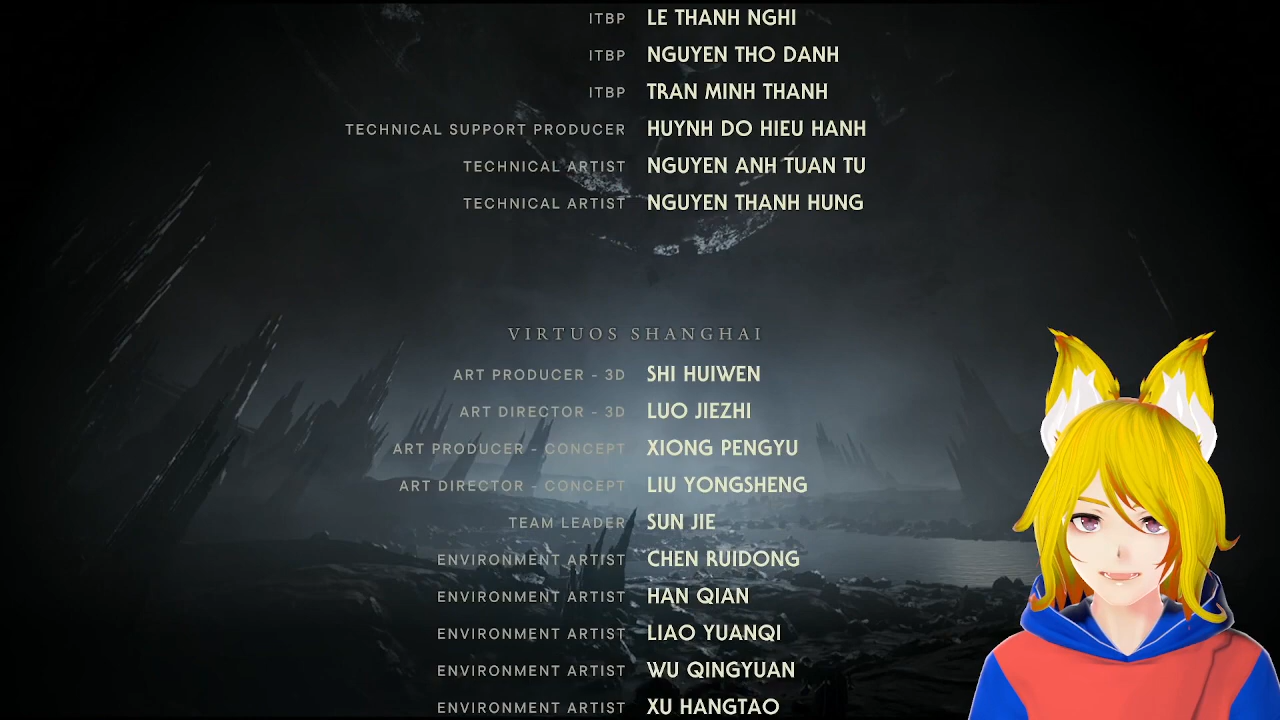 ITBP LE THANH NGHI
ITBP NGUYEN THO DANH
ITBP TRAN MINH THANH
TECHNICAL SUPPORT PRODUCER HUYNH DO HIEU HANH
TECHNICAL ARTIST NGUYEN ANH TUAN TU
TECHNICAL ARTIST NGUYEN THANH HUNG
VIRTUOS SHANGHAI
ART PRODUCER - 3D SHI HUIWEN
ART DIRECTOR - 3D LUO JIEZHI
ART PRODUCER - CONCEPT XIONG PENGYU
ART DIRECTOR - CONCEPT LIU YONGSHENG
TEAM LEADER SUN JIE
ENVIRONMENT ARTIST CHEN RUIDONG
ENVIRONMENT ARTIST HAN QIAN
ENVIRONMENT ARTIST LIAO YUANQI
ENVIRONMENT ARTIST WU QINGYUAN
ENVIRONMENT ARTIST XU HANGTAO